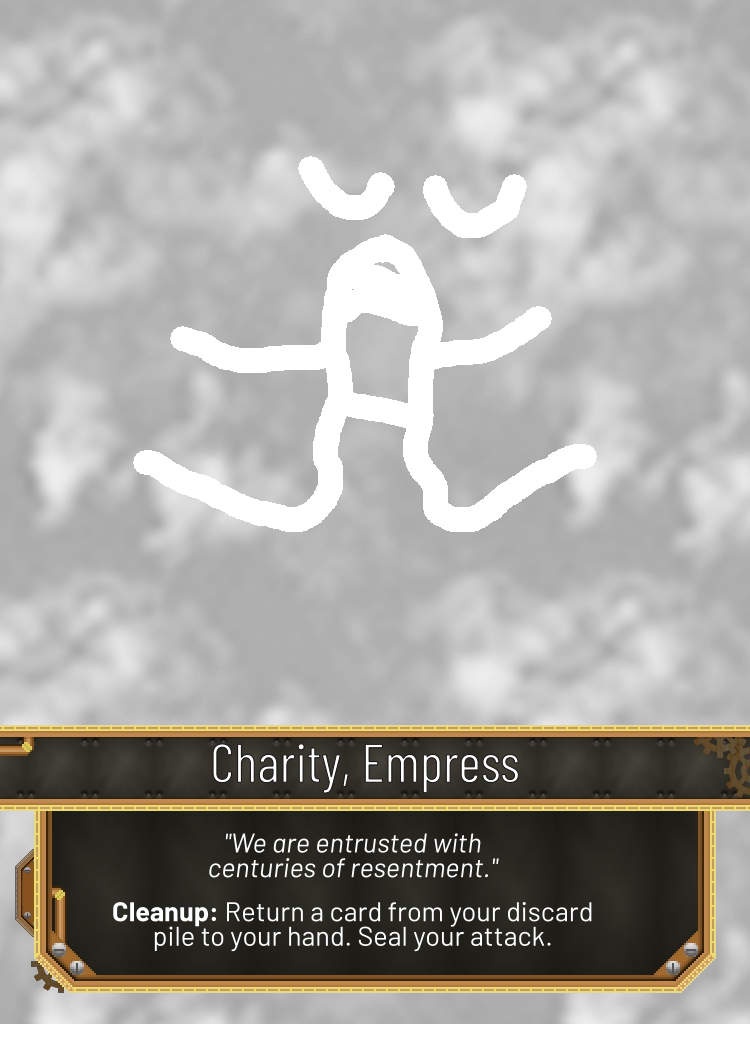 Charity, Empress
"We are entrusted with
centuries of resentment."
Cleanup: Return a card from your discard
pile to your hand. Seal your attack.